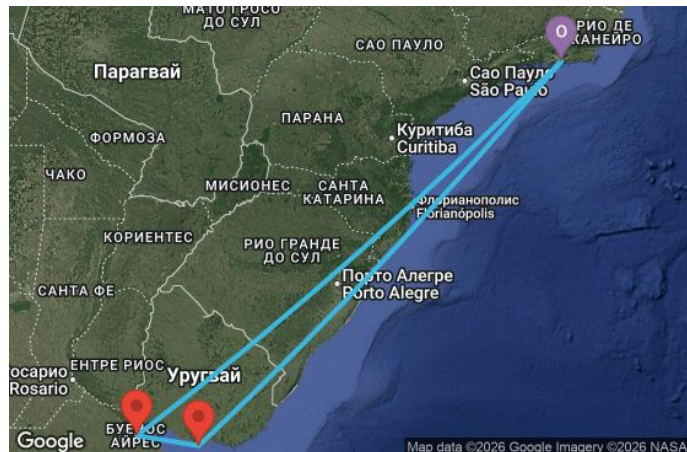 МАТО ГРОСО
ДО СУЛ
О
РИО ДЕ
ЖАНЕЙРО
САО ПАУЛО
Парагвай
Сао Пауло
São Paulo
ПАРАНА
ФОРМОЗА
Куритиба
Curitiba
ЧАКО
МИСИОНЕС
САНТА
КАТАРИНА
Флорианополис
Florianópolis
КОРИЕНТЕС
РИО ГРАНДЕ
ДО СУЛ
Порто Алегре
Porto Alegre
САНТА ФЕ
ЕНТРЕ РИОС
осарио
Rosario
Уругвай
БУЕНОС
АЙРЕС
Google
Map data ©2026 Google Imagery ©2026 NASA